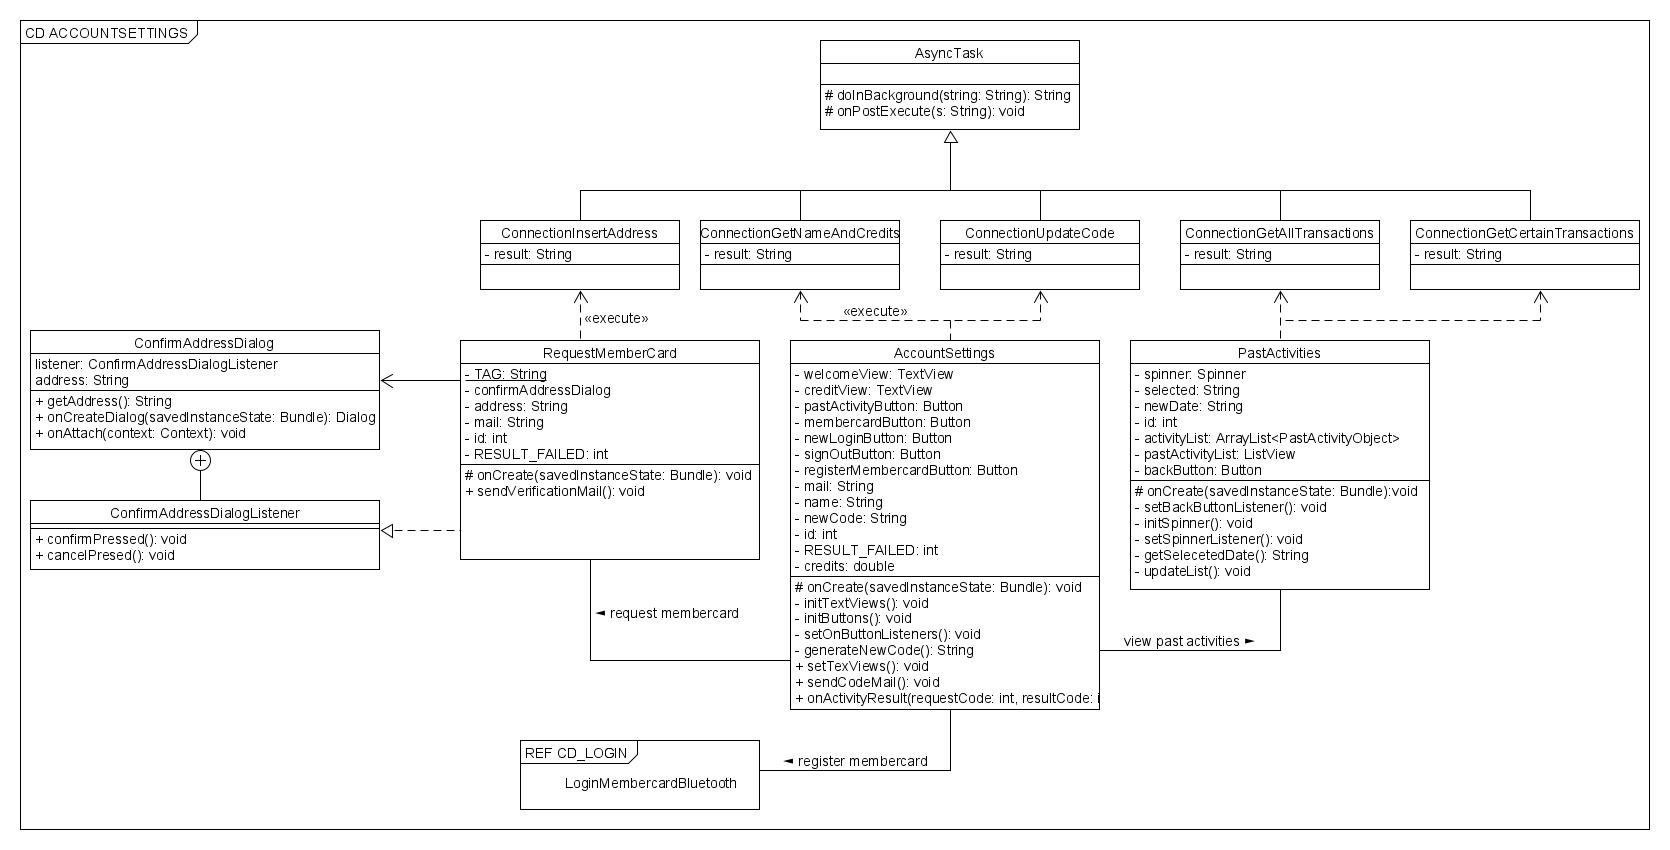 CD ACCOUNTSETTINGS
AsyncTask
# doInBackground(string: String): String
# onPostExecute(s: String): void
ConnectionInsertAddress
- result: String
ConnectionGetNameAndCredits
- result: String
ConnectionUpdateCode
- result: String
ConnectionGetAllTransactions
- result: String
ConnectionGetCertainTransactions
- result: String
«execute»
«execute»
ConfirmAddressDialog
listener: ConfirmAddressDialogListener
address: String
+ getAddress(): String
+ onCreateDialog(savedInstanceState: Bundle): Dialog
+ onAttach(context: Context): void
ConfirmAddressDialogListener
+ confirmPressed(): void
+ cancelPresed(): void
RequestMemberCard
- TAG: String
- confirmAddressDialog
- address: String
- mail: String
- id: int
- RESULT_FAILED: int
# onCreate(savedInstanceState: Bundle): void
+ sendVerificationMail(): void
AccountSettings
- welcomeView: TextView
- creditView: TextView
- pastActivityButton: Button
- membercardButton: Button
- newLoginButton: Button
- signOutButton: Button
- registerMembercardButton: Button
- mail: String
- name: String
- newCode: String
- id: int
- RESULT_FAILED: int
- credits: double
# onCreate(savedInstanceState: Bundle): void
- initTextViews(): void
- initButtons(): void
- setOnButtonListeners(): void
- generateNewCode(): String
+ setTexViews(): void
+ sendCodeMail(): void
+ onActivityResult(requestCode: int, resultCode: i
PastActivities
- spinner: Spinner
- selected: String
- newDate: String
- id: int
- activityList: ArrayList<PastActivityObject>
- pastActivityList: ListView
- backButton: Button
# onCreate(savedInstanceState: Bundle):void
- setBackButtonListener(): void
- initSpinner(): void
- setSpinnerListener(): void
- getSelecetedDate(): String
- updateList(): void
◄ request membercard
view past activities ►
◄ register membercard
REF CD_LOGIN
LoginMembercardBluetooth